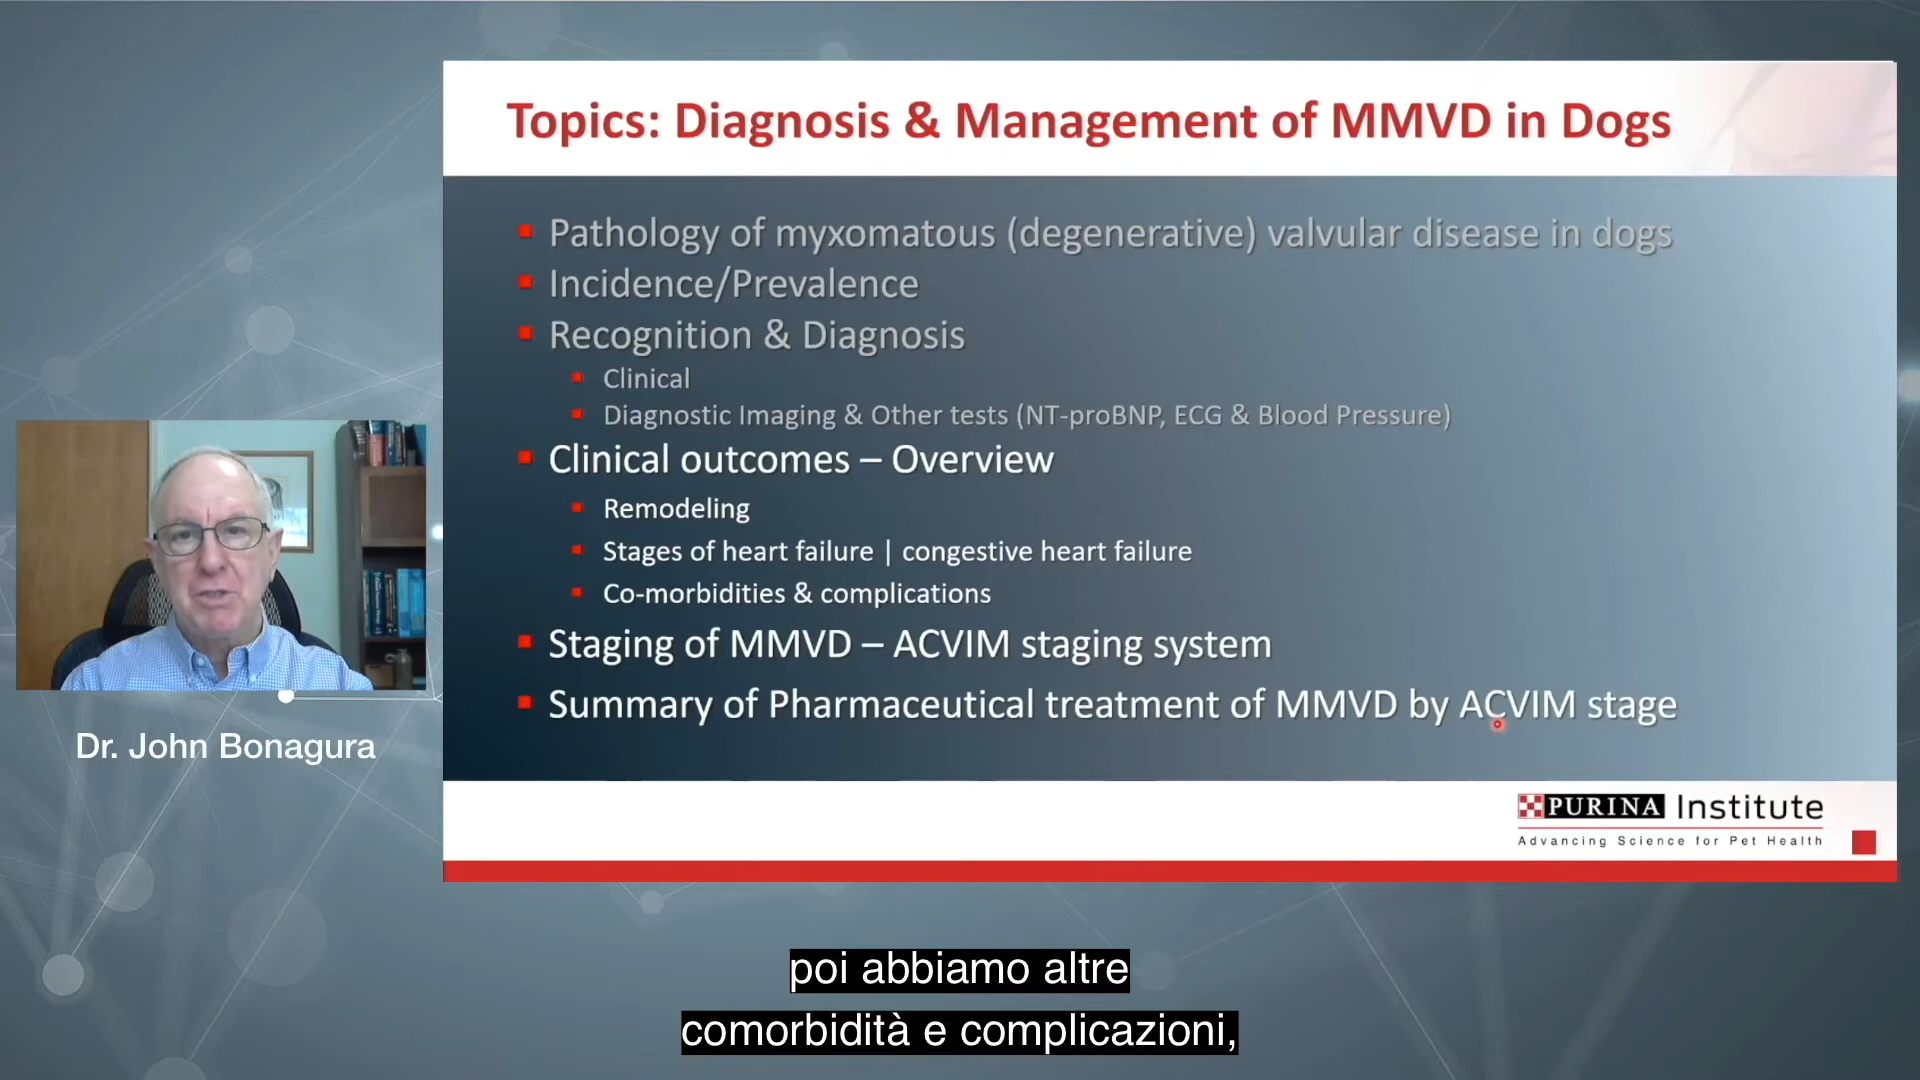 Topics: Diagnosis & Management of MMVD in Dogs
Pathology of myxomatous (degenerative) valvular disease in dogs
Incidence/Prevalence
Recognition & Diagnosis
Clinical
Diagnostic Imaging & Other tests (NT-proBNP, ECG & Blood Pressure)
Clinical outcomes – Overview
Remodeling
Stages of heart failure | congestive heart failure
Co-morbidities & complications
Staging of MMVD – ACVIM staging system
Summary of Pharmaceutical treatment of MMVD by ACVIM stage
Dr. John Bonagura
PURINA Institute
Advancing Science for Pet Health
poi abbiamo altre
comorbidità e complicazioni,